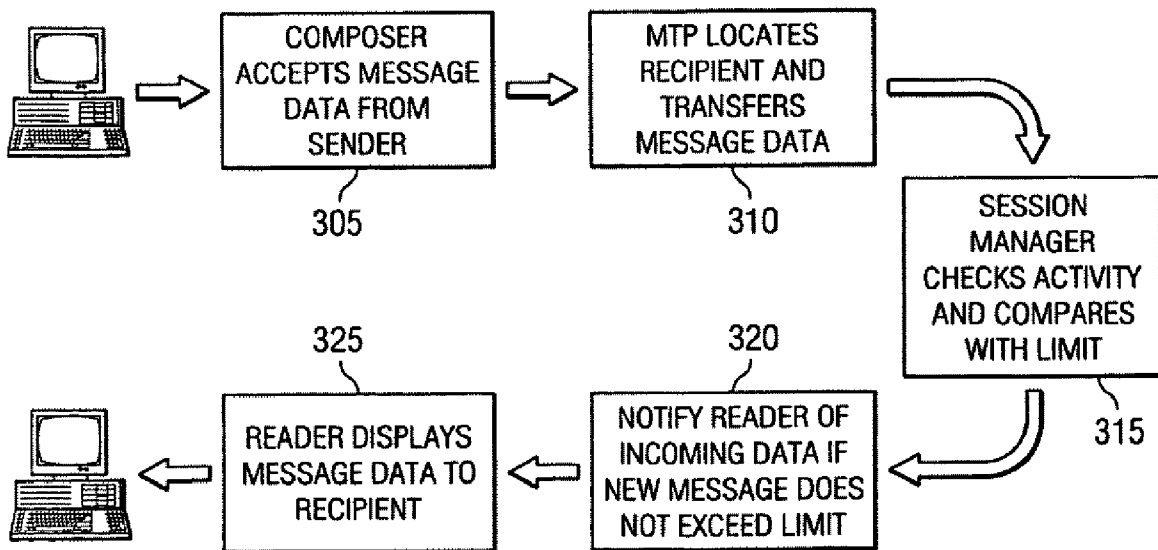 COMPOSER
ACCEPTS MESSAGE
DATA FROM
SENDER
305
MTP LOCATES
RECIPIENT AND
TRANSFERS
MESSAGE DATA
310
SESSION
MANAGER
CHECKS ACTIVITY
AND COMPARES
WITH LIMIT
315
320
NOTIFY READER OF
INCOMING DATA IF
NEW MESSAGE DOES
NOT EXCEED LIMIT
325
READER DISPLAYS
MESSAGE DATA TO
RECIPIENT